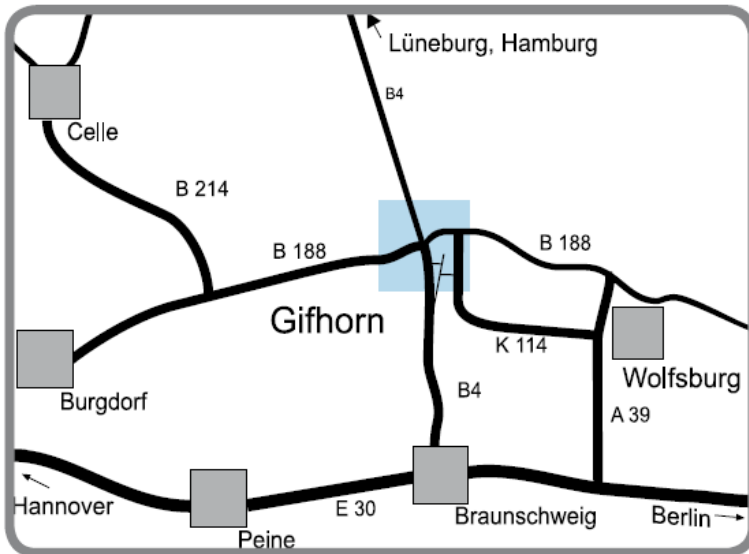 Lüneburg, Hamburg
B4
Celle
B 214
B 188
B 188
Gifhorn
K 114
Wolfsburg
Burgdorf
B4
A 39
Hannover
E 30
Braunschweig
Berlin
Peine